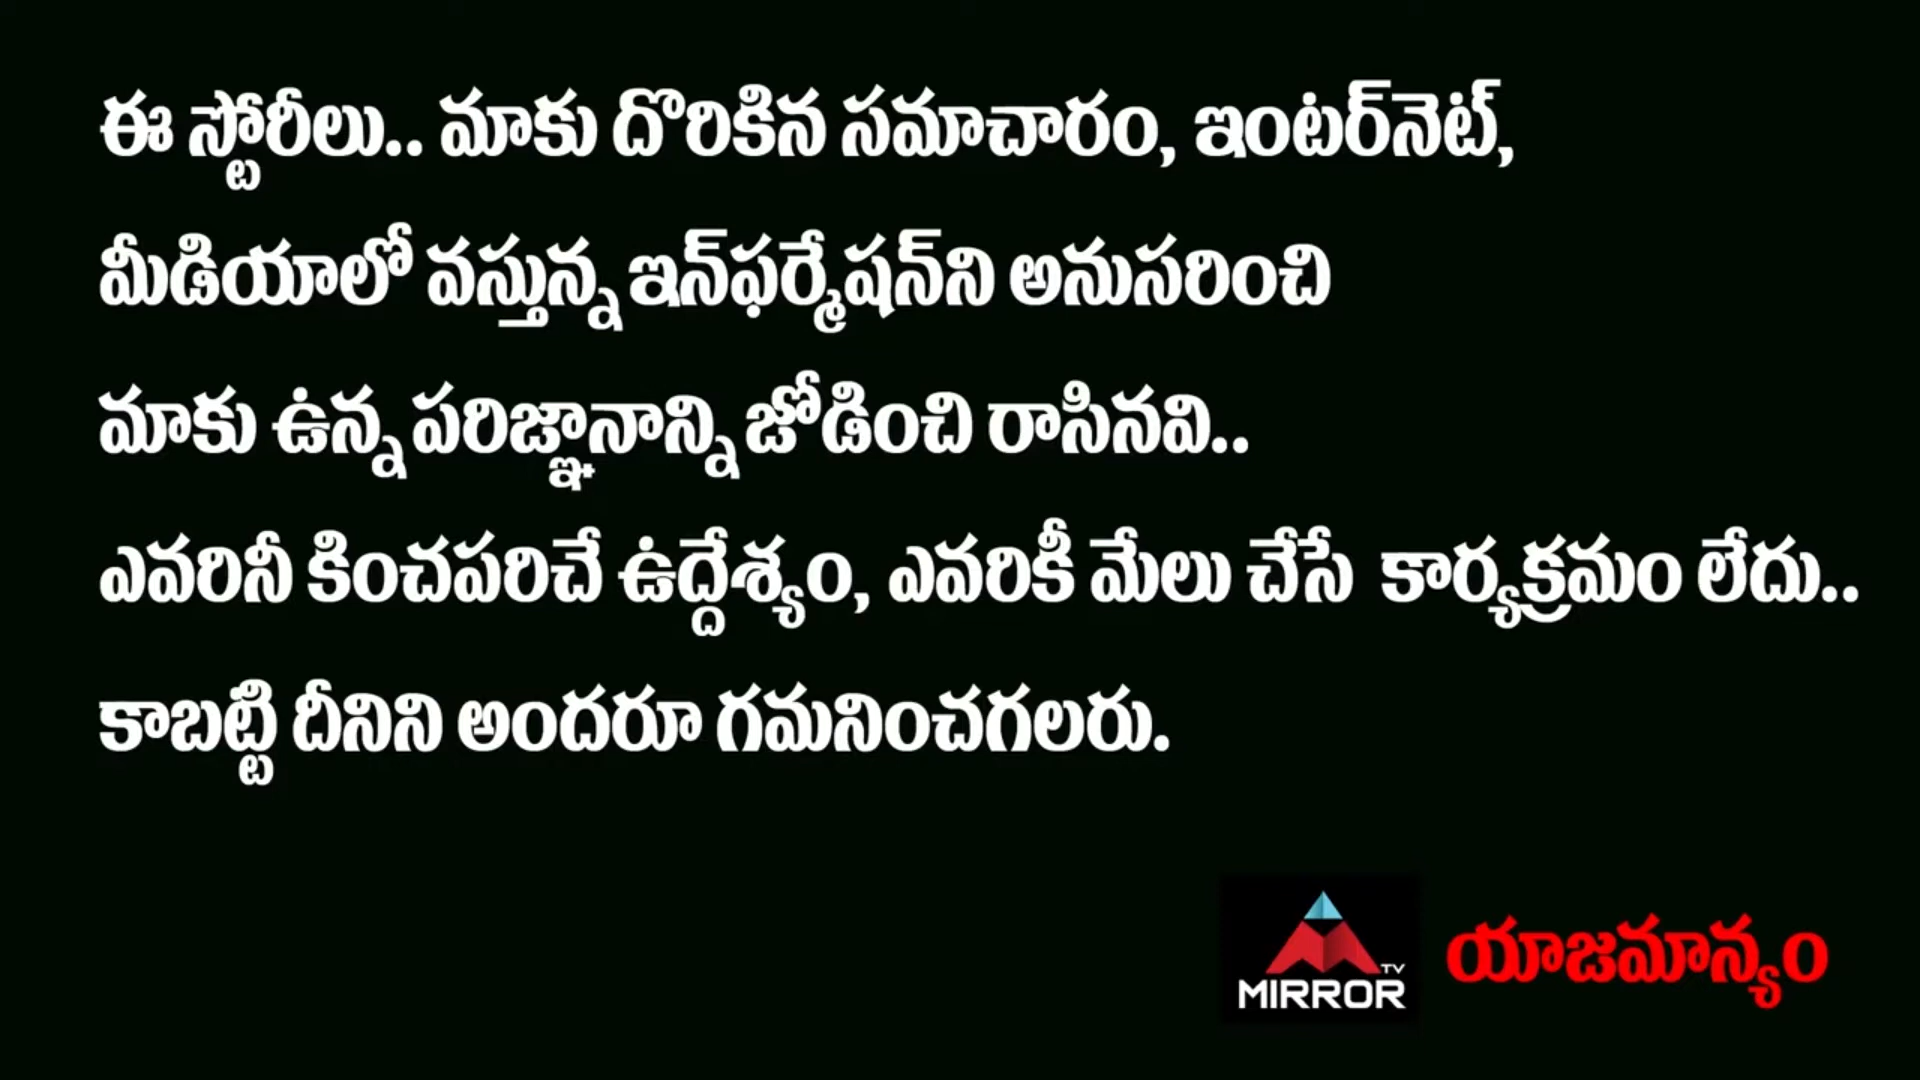 ఈ స్టోరీలు.. మాకు దొరికిన సమాచారం, ఇంటర్‌నెట్,
మీడియాలో వస్తున్న ఇన్‌ఫర్మేషన్‌ని అనుసరించి
మాకు ఉన్న పరిజ్ఞానాన్ని జోడించి రాసినవి..
ఎవరినీ కించపరిచే ఉద్దేశ్యం, ఎవరికీ మేలు చేసే కార్యక్రమం లేదు..
కాబట్టి దీనిని అందరూ గమనించగలరు.
TV
MIRROR
యాజమాన్యం